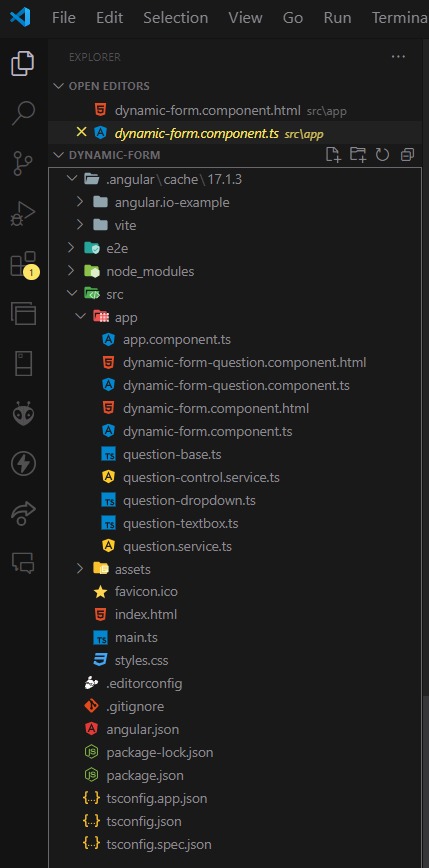 File Edit Selection View Go Run Termina
EXPLORER
OPEN EDITORS
dynamic-form.component.html src\app
dynamic-form.component.ts src\app
DYNAMIC-FORM
.angular\cache\17.1.3
angular.io-example
vite
e2e
node_modules
src
app
app.component.ts
dynamic-form-question.component.html
dynamic-form-question.component.ts
dynamic-form.component.html
dynamic-form.component.ts
TS question-base.ts
question-control.service.ts
TS question-dropdown.ts
TS question-textbox.ts
question.service.ts
assets
favicon.ico
index.html
TS main.ts
styles.css
.editorconfig
.gitignore
angular.json
package-lock.json
package.json
{..} tsconfig.app.json
{..} tsconfig.json
{..} tsconfig.spec.json
1